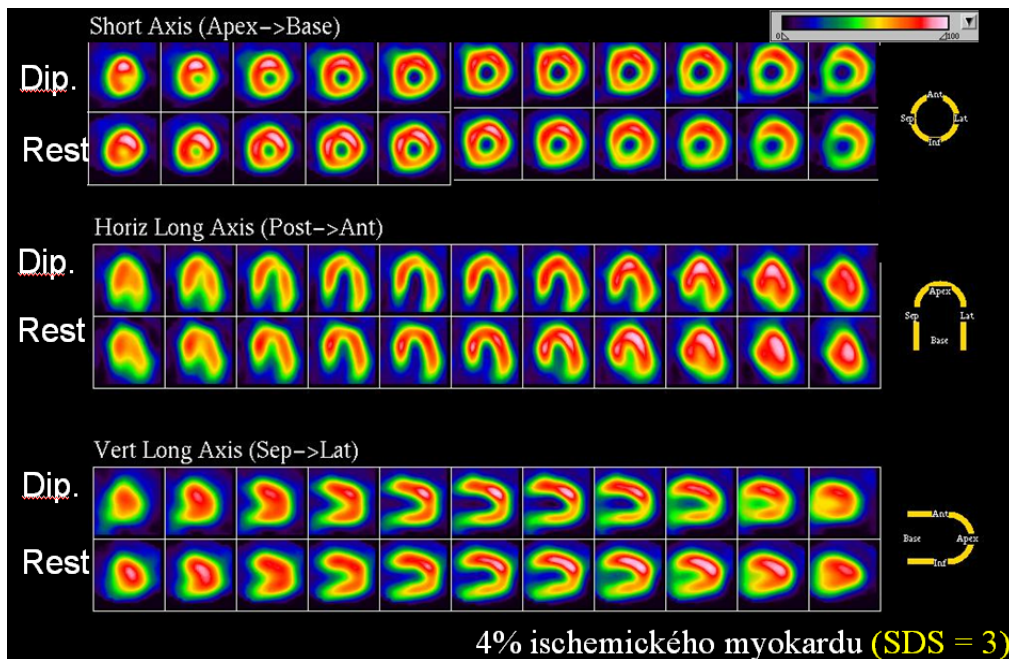 Short Axis (Apex->Base)
0 100
Dip.
Rest
Ant
Sep Lat
Inf
Horiz Long Axis (Post->Ant)
Dip.
Rest
Apex
Sep Lat
Base
Vert Long Axis (Sep->Lat)
Dip.
Rest
Ant
Base Apex
Inf
4% ischemického myokardu (SDS = 3)